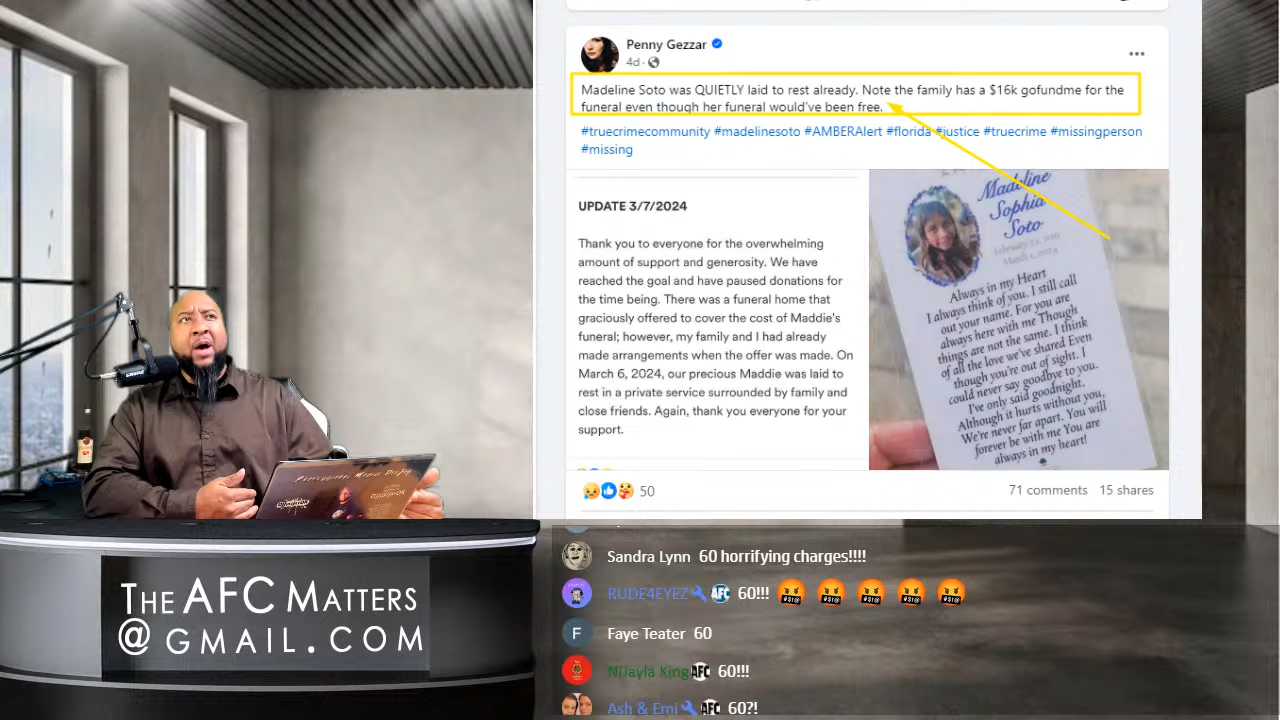 Penny Gezzar
4d
Madeline Soto was QUIETLY laid to rest already. Note the family has a $16k gofundme for the
funeral even though her funeral would've been free.
#truecrimecommunity #madelinesoto #AMBERAlert #florida #justice #truecrime #missingperson
#missing
UPDATE 3/7/2024
Thank you to everyone for the overwhelming
amount of support and generosity. We have
reached the goal and have paused donations for
the time being. There was a funeral home that
graciously offered to cover the cost of Maddie's
funeral; however, my family and I had already
made arrangements when the offer was made. On
March 6, 2024, our precious Maddie was laid to
rest in a private service surrounded by family and
close friends. Again, thank you everyone for your
support.
Madeline
Sophia
Soto
Always in my Heart
I always think of you. I still call
out your name. For you are
always here with me Though
things are not the same. I think
of all the love we've shared Even
though you're out of sight. I
could never say goodbye to you.
I've only said goodnight.
Although it hurts without you,
We're never far apart. You will
forever be with me You are
always in my heart!
50
71 comments 15 shares
Sandra Lynn 60 horrifying charges!!!!
RUDE4EYEZ AFC 60!!!
F Faye Teater 60
NiJayla King AFC 60!!!
Ash & Emi AFC 60?!
THE AFC MATTERS
@GMAIL.COM